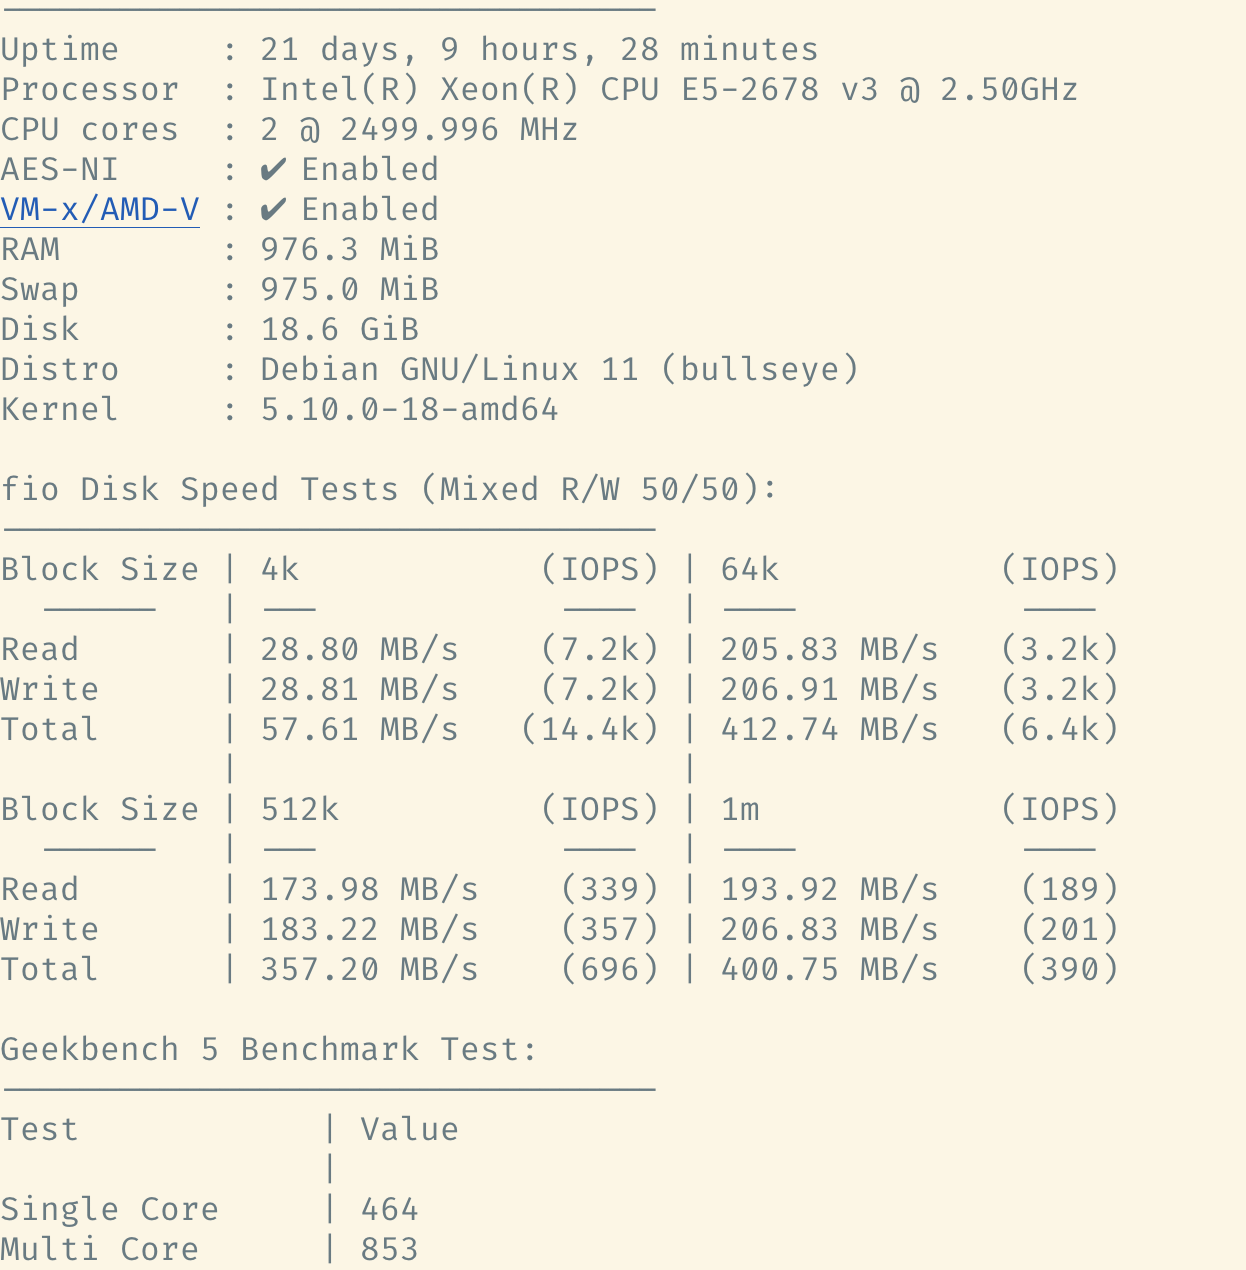 Uptime     : 21 days, 9 hours, 28 minutes
Processor  : Intel(R) Xeon(R) CPU E5-2678 v3 @ 2.50GHz
CPU cores  : 2 @ 2499.996 MHz
AES-NI     : ✔ Enabled
VM-x/AMD-V : ✔ Enabled
RAM        : 976.3 MiB
Swap       : 975.0 MiB
Disk       : 18.6 GiB
Distro     : Debian GNU/Linux 11 (bullseye)
Kernel     : 5.10.0-18-amd64
fio Disk Speed Tests (Mixed R/W 50/50):
Block Size | 4k            (IOPS) | 64k           (IOPS)
Read       | 28.80 MB/s    (7.2k) | 205.83 MB/s   (3.2k)
Write      | 28.81 MB/s    (7.2k) | 206.91 MB/s   (3.2k)
Total      | 57.61 MB/s   (14.4k) | 412.74 MB/s   (6.4k)
Block Size | 512k          (IOPS) | 1m            (IOPS)
Read       | 173.98 MB/s    (339) | 193.92 MB/s    (189)
Write      | 183.22 MB/s    (357) | 206.83 MB/s    (201)
Total      | 357.20 MB/s    (696) | 400.75 MB/s    (390)
Geekbench 5 Benchmark Test:
Test            | Value
Single Core     | 464
Multi Core      | 853